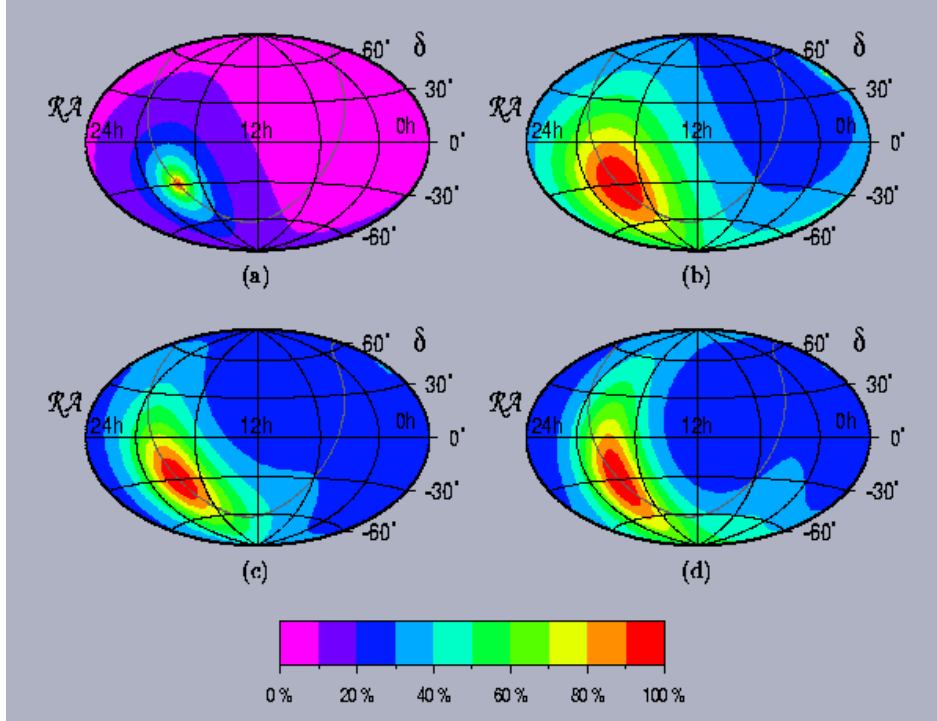 60° δ 60° δ
30° 30°
RA RA
24h 12h 0h 0° 24h 12h 0h 0°
-30° -30°
-60° -60°
(a) (b)
60° δ 60° δ
30° 30°
RA RA
24h 12h 0h 0° 24h 12h 0h 0°
-30° -30°
-60° -60°
(c) (d)
0 % 20 % 40 % 60 % 80 % 100 %